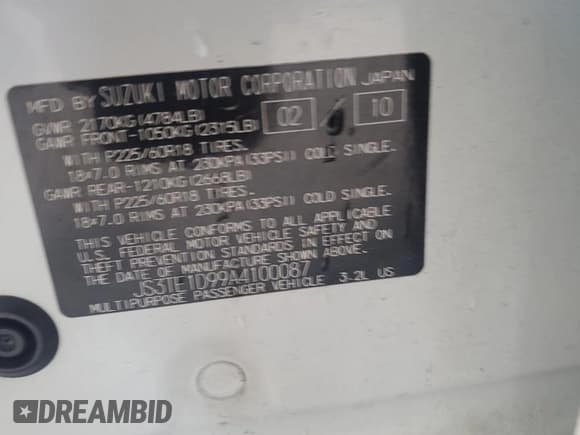 MFD BY SUZUKI MOTOR CORPORATION JAPAN
GVWR 2170KG(4784LB) 02 10
GAWR FRONT-1050KG(2315LB)
WITH P225/60R18 TIRES.
18×7.0 RIMS AT 230KPA(33PSI) COLD SINGLE.
GAWR REAR-1210KG(2668LB)
WITH P225/60R18 TIRES.
18×7.0 RIMS AT 230KPA(33PSI) COLD SINGLE.
THIS VEHICLE CONFORMS TO ALL APPLICABLE
U.S. FEDERAL MOTOR VEHICLE SAFETY AND
THEFT PREVENTION STANDARDS IN EFFECT ON
THE DATE OF MANUFACTURE SHOWN ABOVE.
JS3TE1D99A4100087
MULTIPURPOSE PASSENGER VEHICLE 3.2L US
DREAMBID